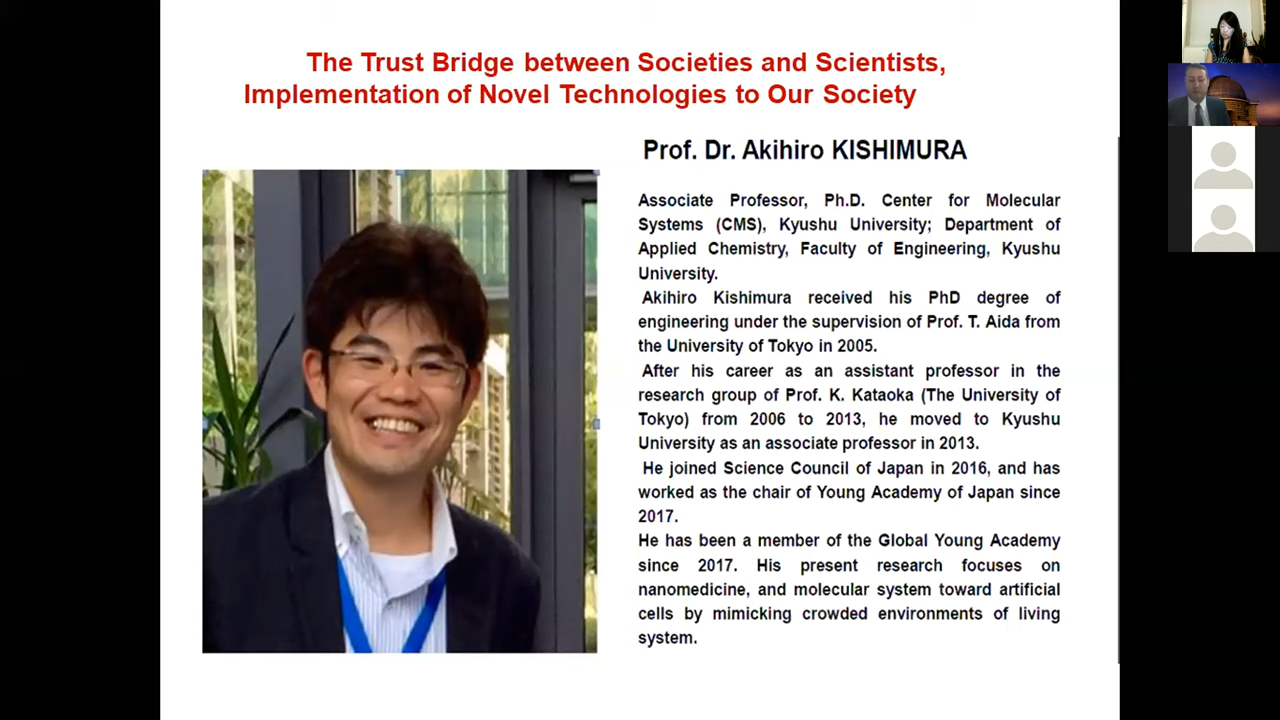 The Trust Bridge between Societies and Scientists,
Implementation of Novel Technologies to Our Society
Prof. Dr. Akihiro KISHIMURA
Associate Professor, Ph.D. Center for Molecular
Systems (CMS), Kyushu University; Department of
Applied Chemistry, Faculty of Engineering, Kyushu
University.
Akihiro Kishimura received his PhD degree of
engineering under the supervision of Prof. T. Aida from
the University of Tokyo in 2005.
After his career as an assistant professor in the
research group of Prof. K. Kataoka (The University of
Tokyo) from 2006 to 2013, he moved to Kyushu
University as an associate professor in 2013.
He joined Science Council of Japan in 2016, and has
worked as the chair of Young Academy of Japan since
2017.
He has been a member of the Global Young Academy
since 2017. His present research focuses on
nanomedicine, and molecular system toward artificial
cells by mimicking crowded environments of living
system.